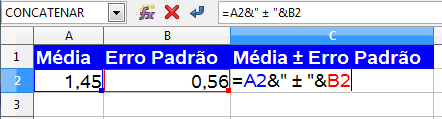 CONCATENAR =A2&" ± "&B2
A B C
1 Média Erro Padrão Média ± Erro Padrão
2 1,45 0,56 =A2&" ± "&B2